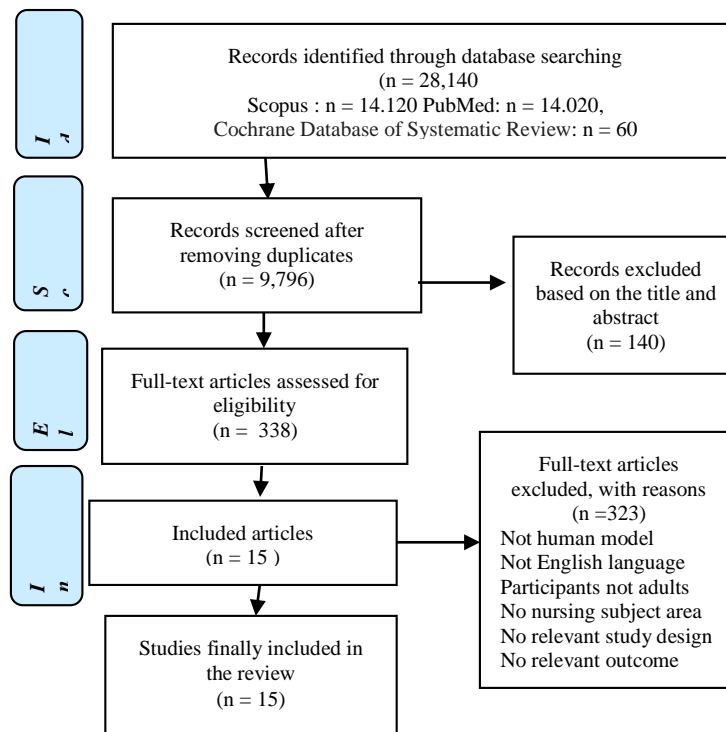 Records identified through database searching
(n = 28,140
Scopus : n = 14.120 PubMed: n = 14.020,
Cochrane Database of Systematic Review: n = 60
I
Records screened after
removing duplicates
(n = 9,796)
S
Records excluded
based on the title and
abstract
(n = 140)
Full-text articles assessed for
eligibility
(n = 338)
E
l
Full-text articles
excluded, with reasons
(n =323)
Not human model
Not English language
Participants not adults
No nursing subject area
No relevant study design
No relevant outcome
Included articles
(n = 15 )
I
n
Studies finally included in
the review
(n = 15)